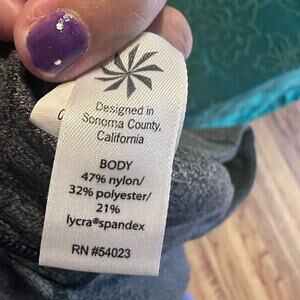 Designed in
Sonoma County,
California
BODY
47% nylon/
32% polyester/
21%
lycra®spandex
RN #54023